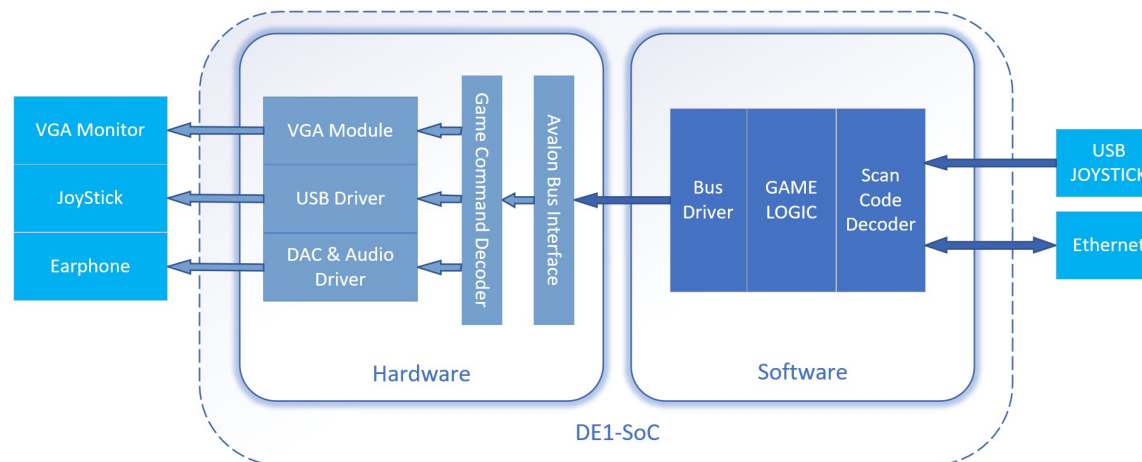 VGA Monitor
JoyStick
Earphone
VGA Module
USB Driver
DAC & Audio
Driver
Game Command Decoder
Avalon Bus Interface
Hardware
Bus
Driver
GAME
LOGIC
Scan
Code
Decoder
Software
USB
JOYSTICK
Ethernet
DE1-SoC